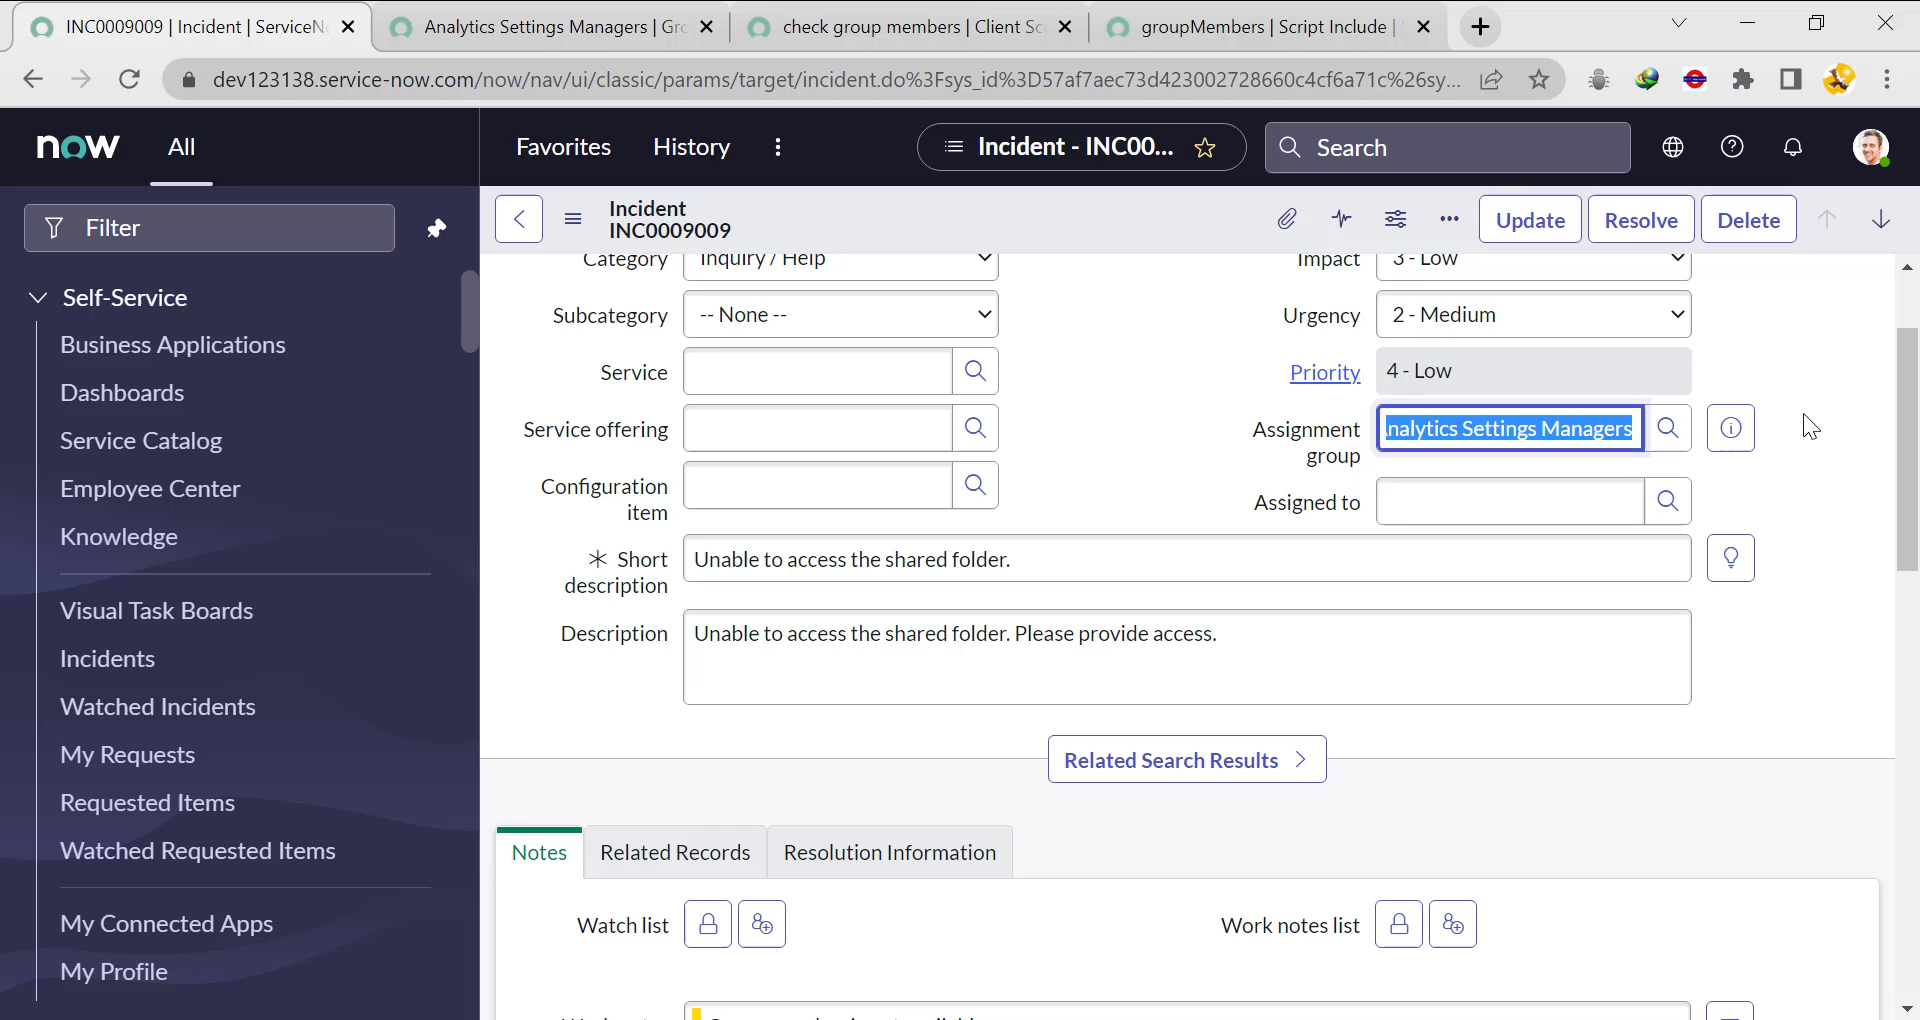 INC0009009 | Incident | ServiceN
Analytics Settings Managers | Gro
check group members | Client Sc
groupMembers | Script Include |
dev123138.service-now.com/now/nav/ui/classic/params/target/incident.do%3Fsys_id%3D57af7aec73d423002728660c4cf6a71c%26sy...
now
All
Favorites
History
Incident - INC00...
Search
Filter
Self-Service
Business Applications
Dashboards
Service Catalog
Employee Center
Knowledge
Visual Task Boards
Incidents
Watched Incidents
My Requests
Requested Items
Watched Requested Items
My Connected Apps
My Profile
Incident
INC0009009
Update
Resolve
Delete
Category
Inquiry / Help
Impact
3 - Low
Subcategory
-- None --
Urgency
2 - Medium
Service
Priority
4 - Low
Service offering
Assignment
group
nalytics Settings Managers
Configuration
item
Assigned to
Short
description
Unable to access the shared folder.
Description
Unable to access the shared folder. Please provide access.
Related Search Results
Notes
Related Records
Resolution Information
Watch list
Work notes list